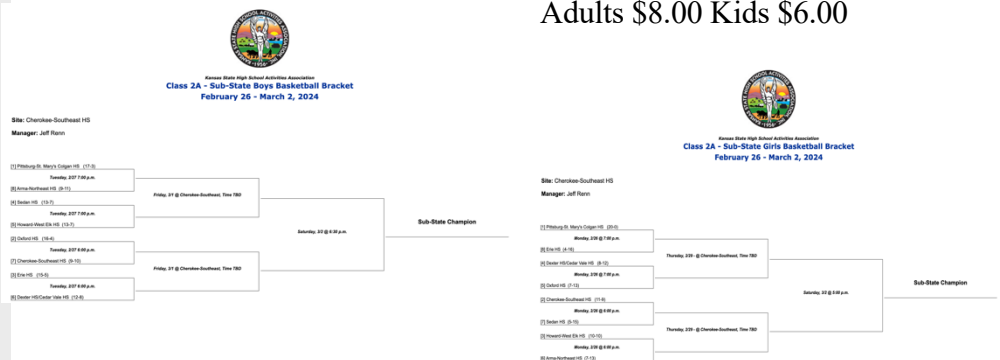 Kansas State High School Activities Association
Class 2A - Sub-State Boys Basketball Bracket
February 26 - March 2, 2024
Site: Cherokee-Southeast HS
Manager: Jeff Renn
[1] Pittsburg-St. Mary's Colgan HS (17-3)
Tuesday, 2/27 7:00 p.m.
[8] Arma-Northeast HS (9-11)
Friday, 3/1 @ Cherokee-Southeast, Time TBD
[4] Sedan HS (13-7)
Tuesday, 2/27 7:00 p.m.
[5] Howard-West Elk HS (13-7)
Saturday, 3/2 @ 6:30 p.m.
Sub-State Champion
[2] Oxford HS (16-4)
Tuesday, 2/27 6:00 p.m.
[7] Cherokee-Southeast HS (9-10)
Friday, 3/1 @ Cherokee-Southeast, Time TBD
[3] Erie HS (15-5)
Tuesday, 2/27 6:00 p.m.
[6] Dexter HS/Cedar Vale HS (12-8)
Adults $8.00 Kids $6.00
Kansas State High School Activities Association
Class 2A - Sub-State Girls Basketball Bracket
February 26 - March 2, 2024
Site: Cherokee-Southeast HS
Manager: Jeff Renn
[1] Pittsburg-St. Mary's Colgan HS (20-0)
Monday, 2/26 @ 7:00 p.m.
[8] Erie HS (4-16)
Thursday, 2/29 - @ Cherokee-Southeast, Time TBD
[4] Dexter HS/Cedar Vale HS (8-12)
Monday, 2/26 @ 7:00 p.m.
[5] Oxford HS (7-13)
Saturday, 3/2 @ 5:00 p.m.
Sub-State Champion
[2] Cherokee-Southeast HS (11-8)
Monday, 2/26 @ 6:00 p.m.
[7] Sedan HS (5-15)
Thursday, 2/29 - @ Cherokee-Southeast, Time TBD
[3] Howard-West Elk HS (10-10)
Monday, 2/26 @ 6:00 p.m.
[6] Arma-Northeast HS (7-13)